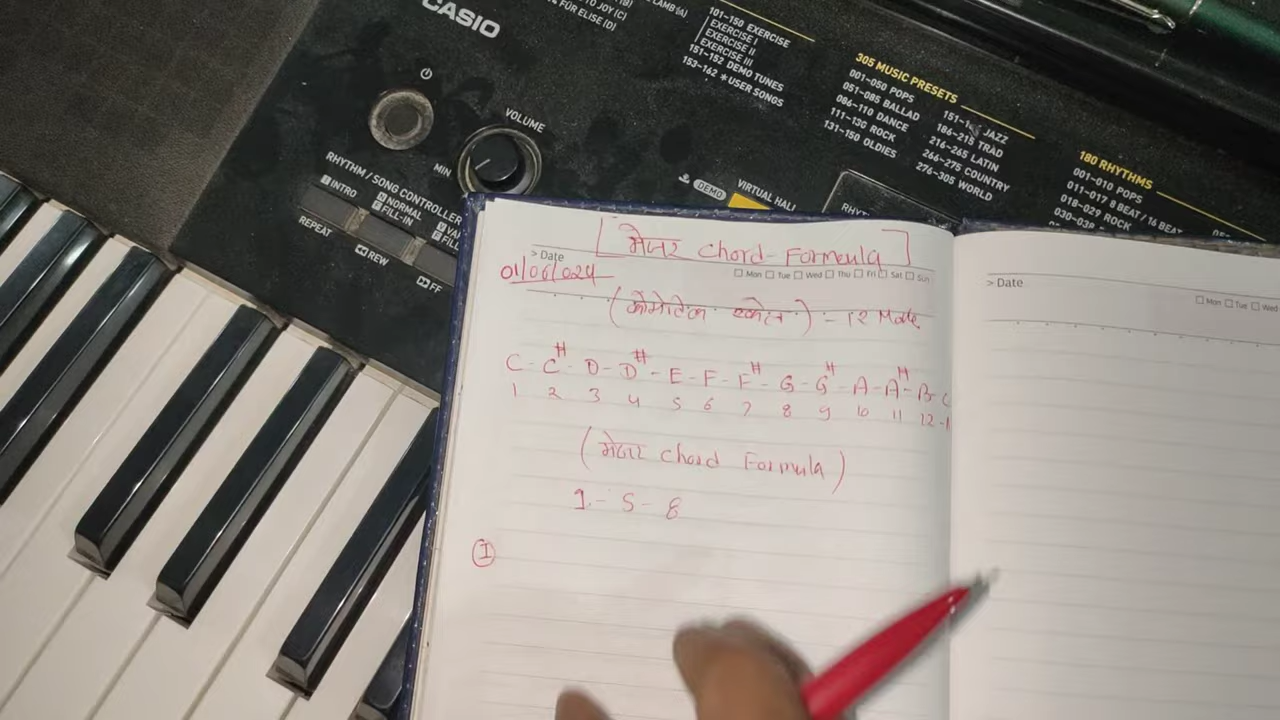 CASIO
101-150 EXERCISE
EXERCISE I
EXERCISE II
EXERCISE III
151-152 DEMO TUNES
153-162 *USER SONGS
305 MUSIC PRESETS
001-050 POPS
051-085 BALLAD
086-110 DANCE
111-130 ROCK
131-150 OLDIES
JAZZ
186-215 TRAD
216-265 LATIN
266-275 COUNTRY
276-305 WORLD
180 RHYTHMS
001-010 POPS
011-017 8 BEAT / 16 BEAT
018-029 ROCK
030-038
VOLUME
MIN
RHYTHM / SONG CONTROLLER
INTRO
NORMAL
FILL-IN
REPEAT
REW
FF
DEMO
VIRTUAL HALL
[मेजर Chord Formula]
> Date
Mon Tue Wed Thu Fri Sat Sun
01/06/024
C - C# - D - D# - E - F - F# - G - G# - A - A# - B - C
1 2 3 4 5 6 7 8 9 10 11 12 - 1
(मेजर Chord Formula)
1 - 5 - 8
I
> Date
Mon Tue Wed